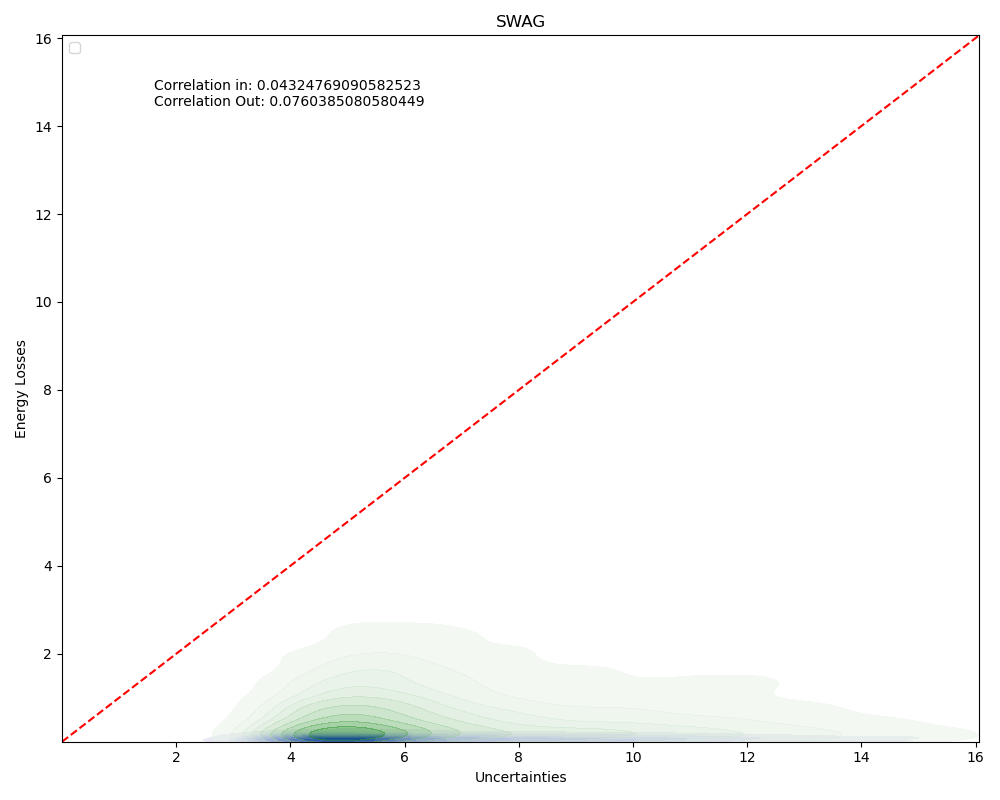 SWAG
16
14
12
10
8
6
4
2
Correlation in: 0.04324769090582523
Correlation Out: 0.0760385080580449
Energy Losses
2 4 6 8 10 12 14 16
Uncertainties